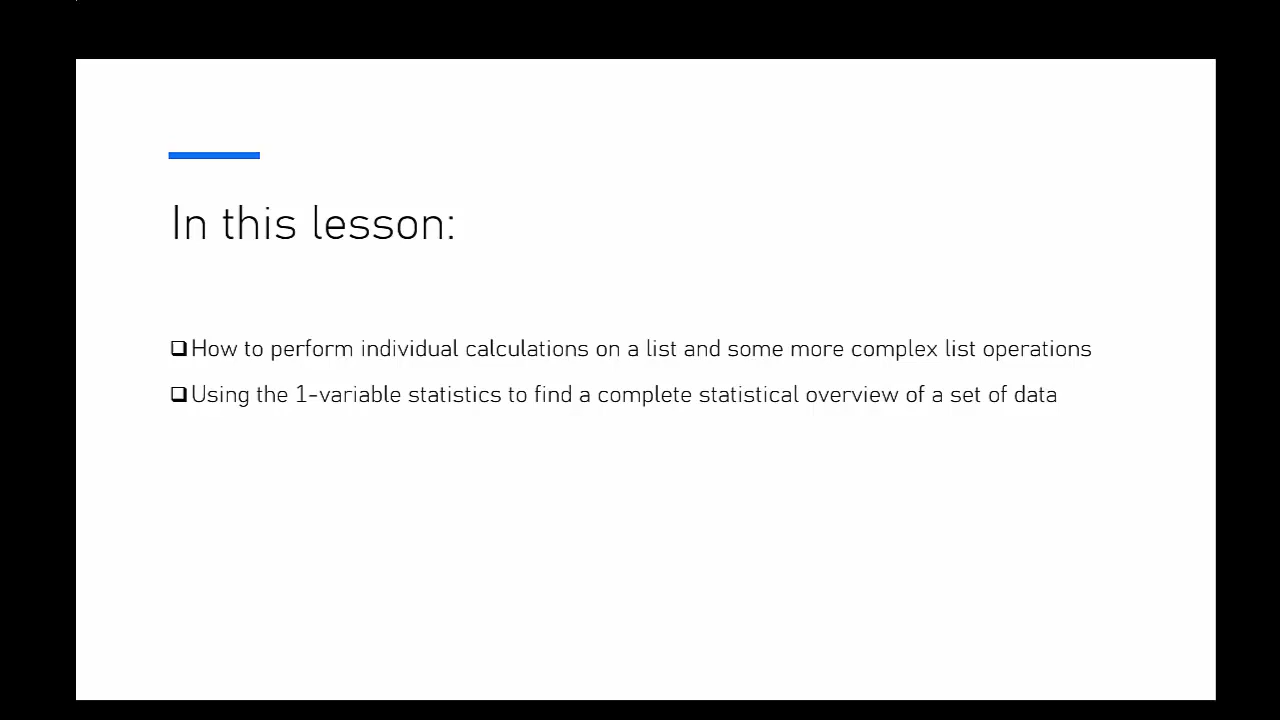 In this lesson:
❑How to perform individual calculations on a list and some more complex list operations
❑Using the 1-variable statistics to find a complete statistical overview of a set of data